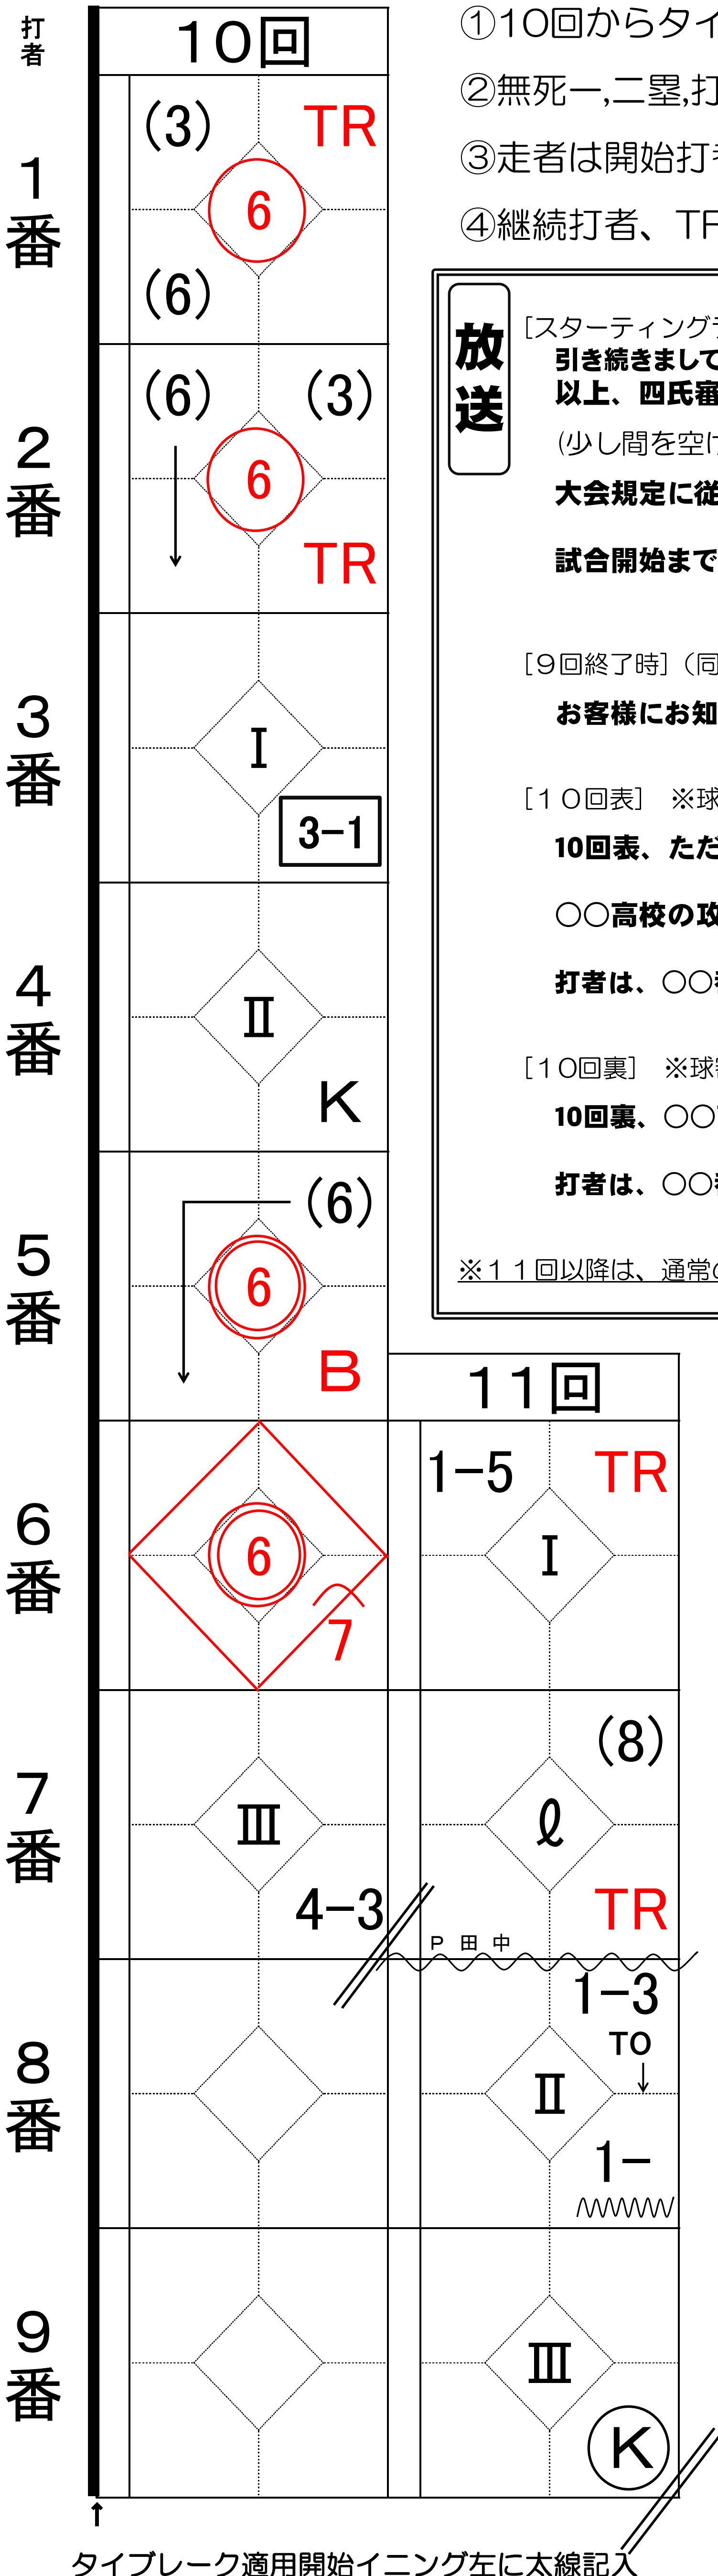 打者
10回
①10回からタイ
②無死一,二塁,打
③走者は開始打
④継続打者、TR
1番
(3)
TR
6
(6)
放送
[スターティング
引き続きまして
以上、四氏審
(少し間を空け
大会規定に従
試合開始まで
2番
(6)
(3)
6
TR
[9回終了時] (同
お客様にお知
3番
I
3-1
[10回表] ※球
10回表、ただ
○○高校の攻
打者は、○○
4番
II
K
[10回裏] ※球
10回裏、○○
打者は、○○
5番
(6)
6
B
※11回以降は、通常の
11回
6番
6
7
1-5
TR
I
7番
III
4-3
(8)
ℓ
TR
P 田中
8番
1-3
TO
II
1-
9番
III
K
↑
タイブレーク適用開始イニング左に太線記入